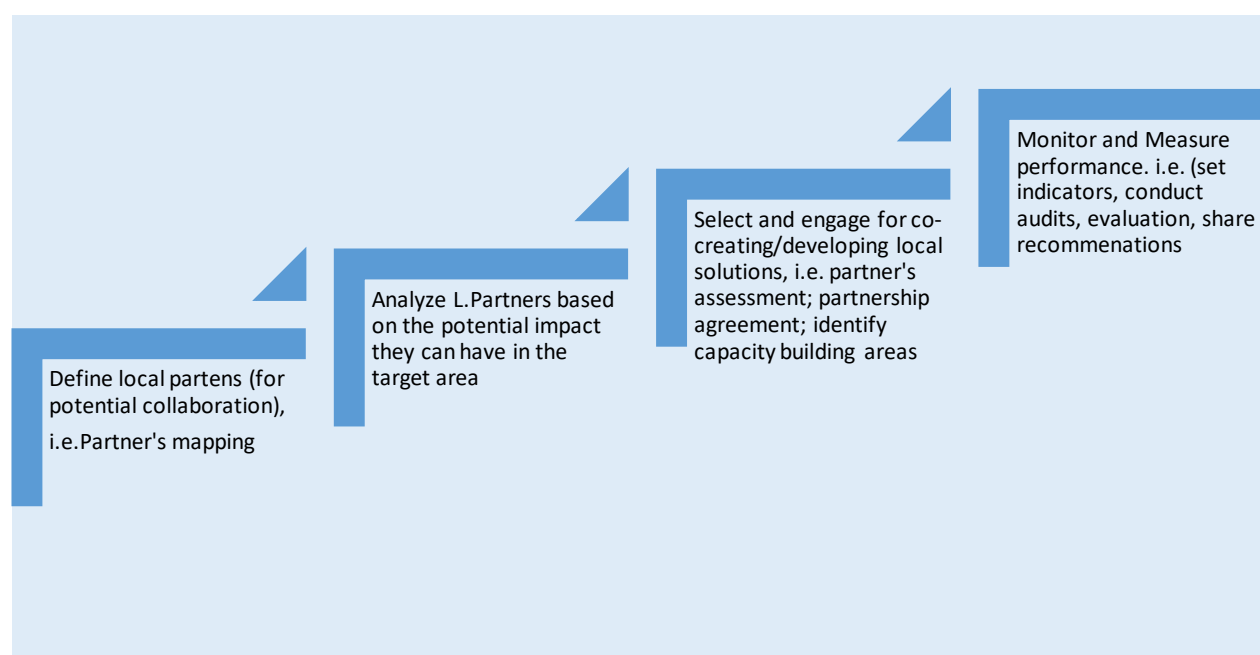 Define local partens (for
potential collaboration),
i.e.Partner's mapping
Analyze L.Partners based
on the potential impact
they can have in the
target area
Select and engage for co-
creating/developing local
solutions, i.e. partner's
assessment; partnership
agreement; identify
capacity building areas
Monitor and Measure
performance. i.e. (set
indicators, conduct
audits, evaluation, share
recommenations